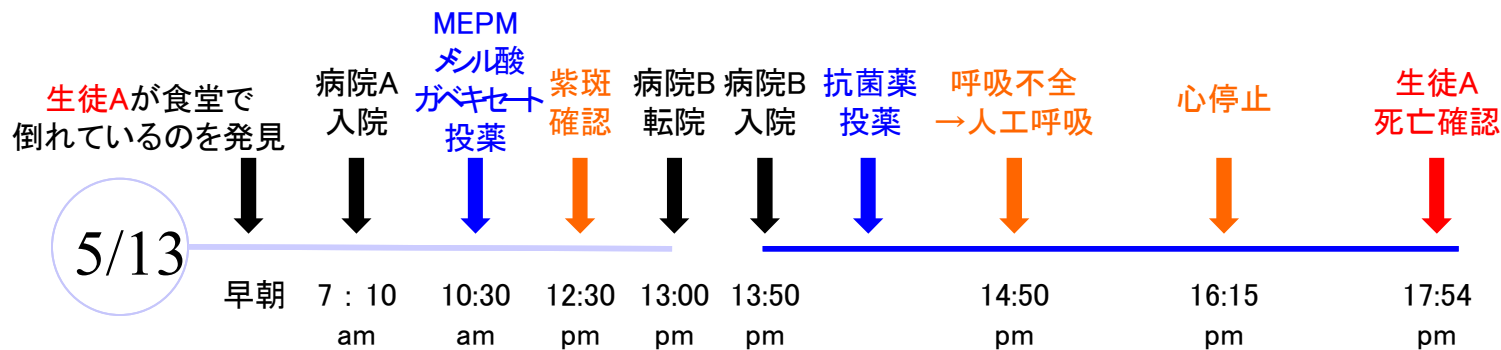 生徒Aが食堂で
倒れているのを発見
病院A
入院
MEPM
メシル酸
ガベキセート
投薬
紫斑
確認
病院B
転院
病院B
入院
抗菌薬
投薬
呼吸不全
→人工呼吸
心停止
生徒A
死亡確認
5/13
早朝
7：10
am
10:30
am
12:30
pm
13:00
pm
13:50
pm
14:50
pm
16:15
pm
17:54
pm